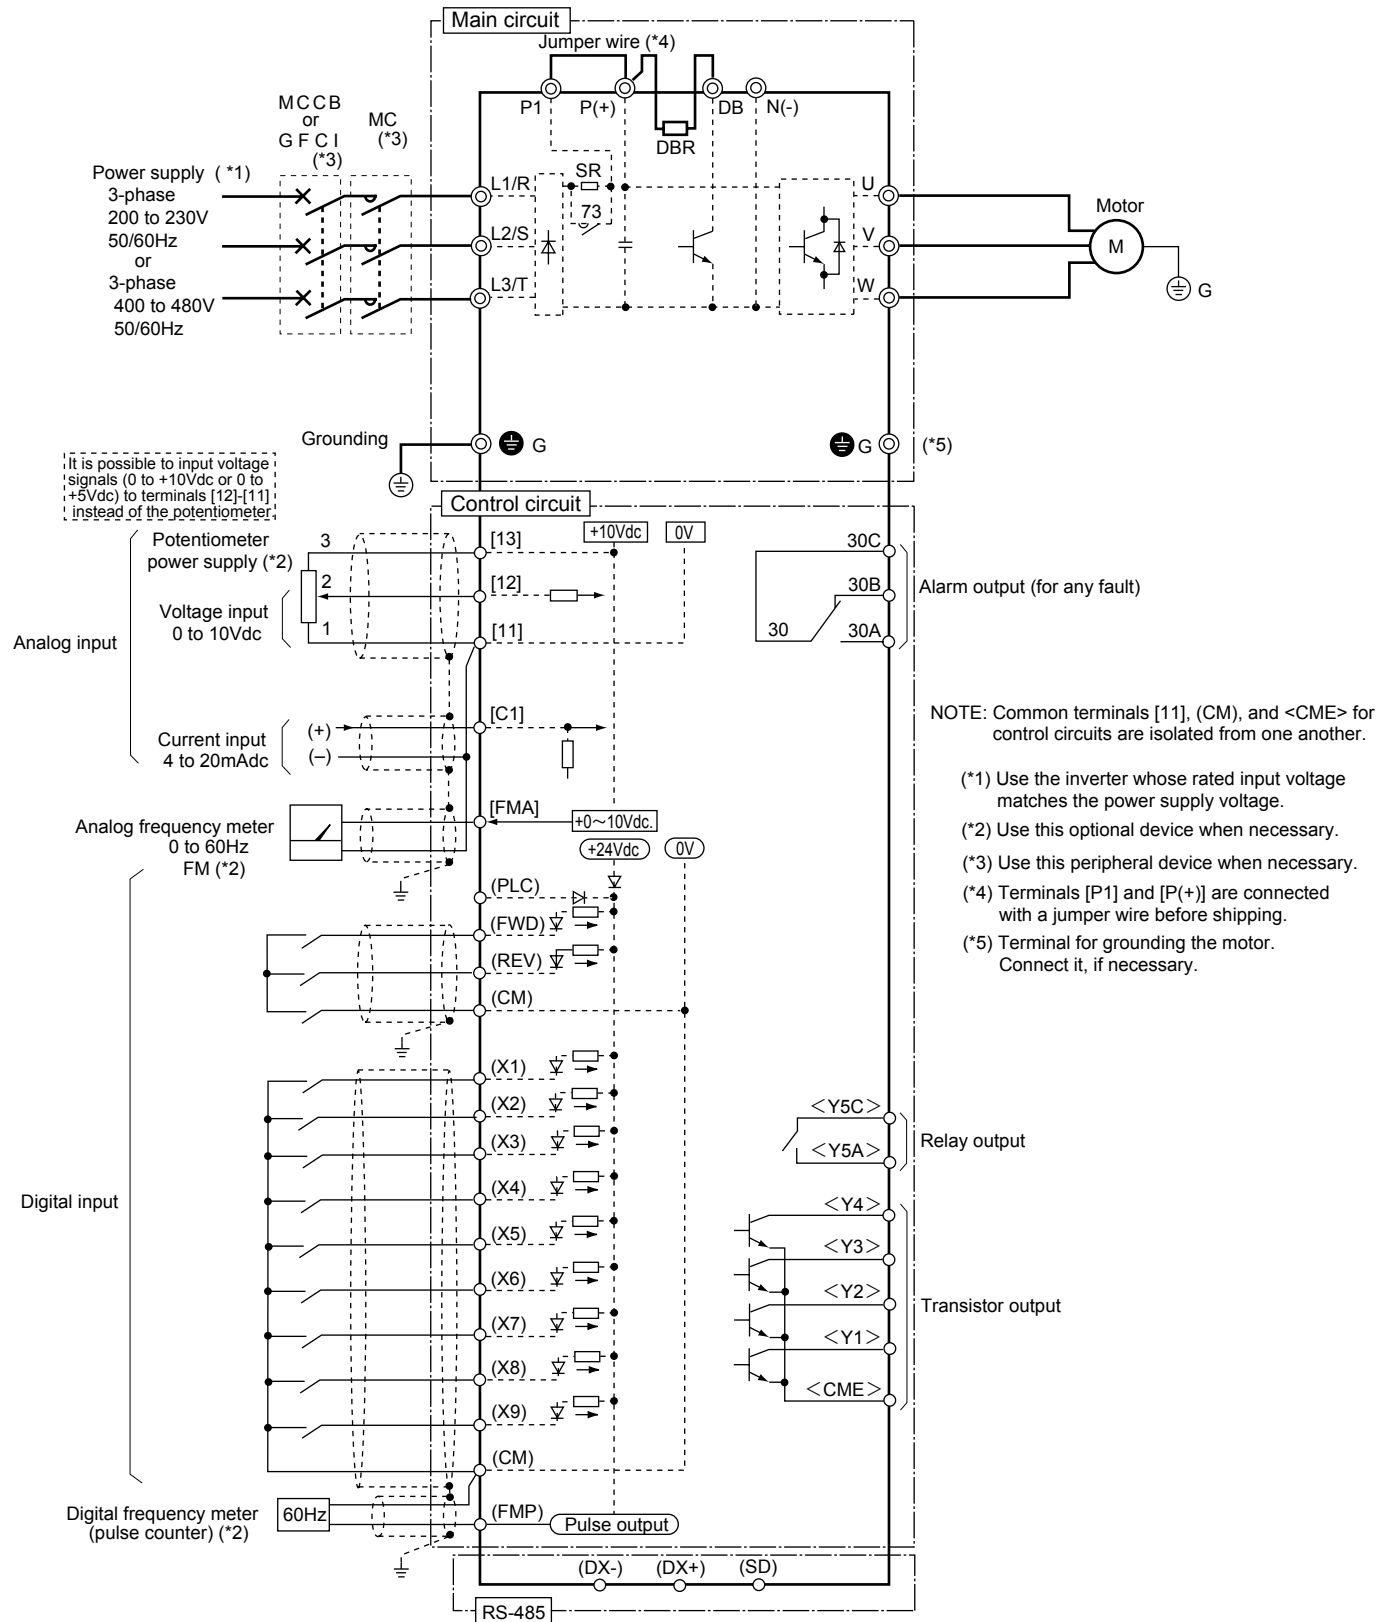 Main circuit
Jumper wire (*4)
P1
P(+)
DB
N(-)
DBR
MCCB
or
GFCI
(*3)
MC
(*3)
Power supply (*1)
3-phase
200 to 230V
50/60Hz
or
3-phase
400 to 480V
50/60Hz
L1/R
L2/S
L3/T
SR
73
U
V
W
Motor
M
G
Grounding
G
G
(*5)
It is possible to input voltage
signals (0 to +10Vdc or 0 to
+5Vdc) to terminals [12]-[11]
instead of the potentiometer.
Control circuit
Potentiometer
power supply (*2)
3
2
1
Voltage input
0 to 10Vdc
Analog input
[13]
[12]
[11]
+10Vdc
0V
30C
30B
30
30A
Alarm output (for any fault)
Current input
4 to 20mAdc
(+)
(–)
[C1]
NOTE: Common terminals [11], (CM), and <CME> for
control circuits are isolated from one another.
(*1) Use the inverter whose rated input voltage
matches the power supply voltage.
(*2) Use this optional device when necessary.
(*3) Use this peripheral device when necessary.
(*4) Terminals [P1] and [P(+)] are connected
with a jumper wire before shipping.
(*5) Terminal for grounding the motor.
Connect it, if necessary.
Analog frequency meter
0 to 60Hz
FM (*2)
[FMA]
+0～10Vdc.
+24Vdc
0V
(PLC)
(FWD)
(REV)
(CM)
Digital input
(X1)
(X2)
(X3)
(X4)
(X5)
(X6)
(X7)
(X8)
(X9)
(CM)
<Y5C>
<Y5A>
Relay output
<Y4>
<Y3>
<Y2>
<Y1>
<CME>
Transistor output
Digital frequency meter
(pulse counter) (*2)
60Hz
(FMP)
Pulse output
(DX-)
(DX+)
(SD)
RS-485